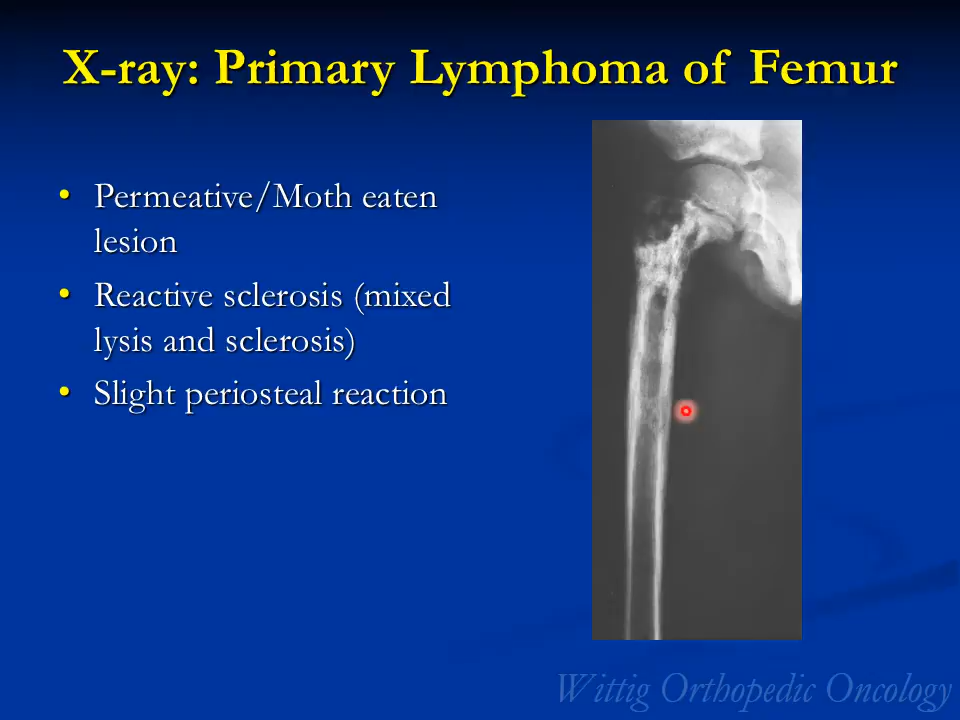 X-ray: Primary Lymphoma of Femur
• Permeative/Moth eaten
lesion
• Reactive sclerosis (mixed
lysis and sclerosis)
• Slight periosteal reaction
Wittig Orthopedic Oncology